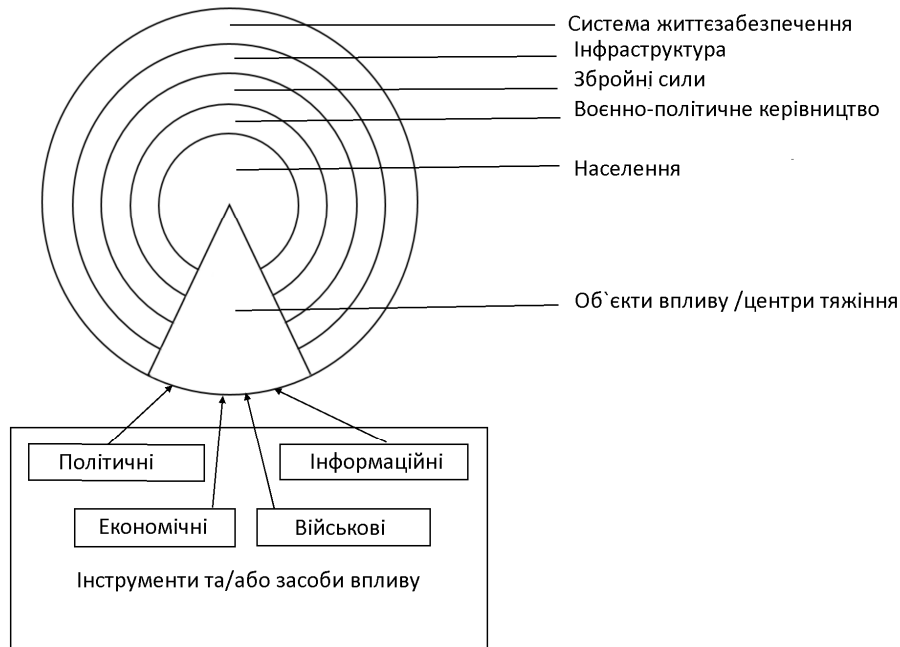 Система життєзабезпечення
Інфраструктура
Збройні сили
Воєнно-політичне керівництво
Населення
Об`єкти впливу /центри тяжіння
Політичні
Інформаційні
Економічні
Військові
Інструменти та/або засоби впливу